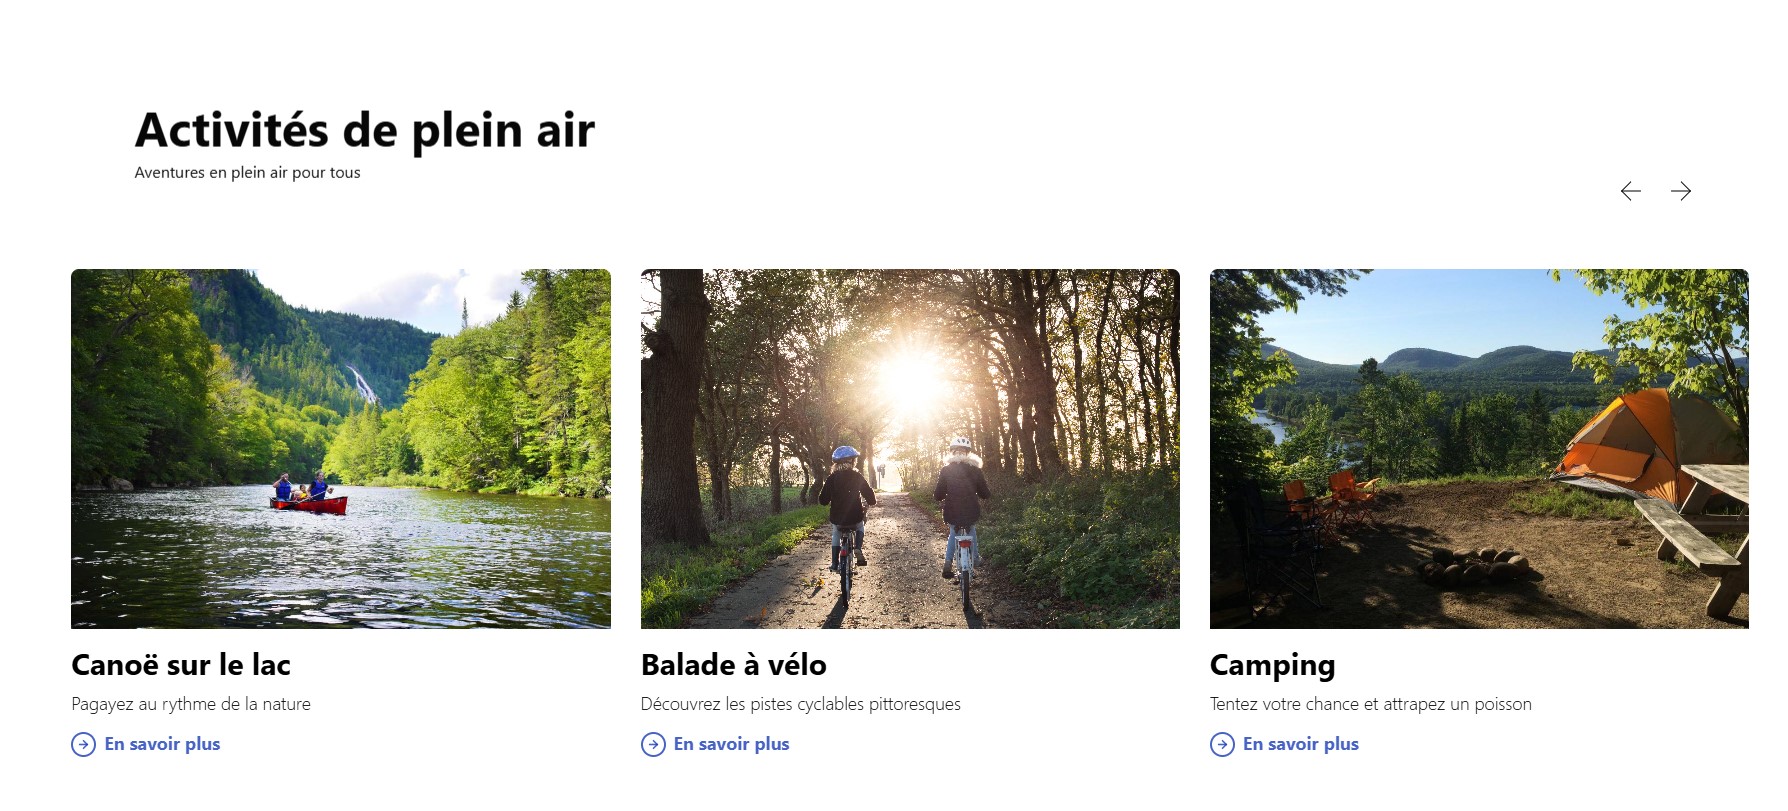 Activités de plein air
Aventures en plein air pour tous
Canoë sur le lac
Pagayez au rythme de la nature
En savoir plus
Balade à vélo
Découvrez les pistes cyclables pittoresques
En savoir plus
Camping
Tentez votre chance et attrapez un poisson
En savoir plus